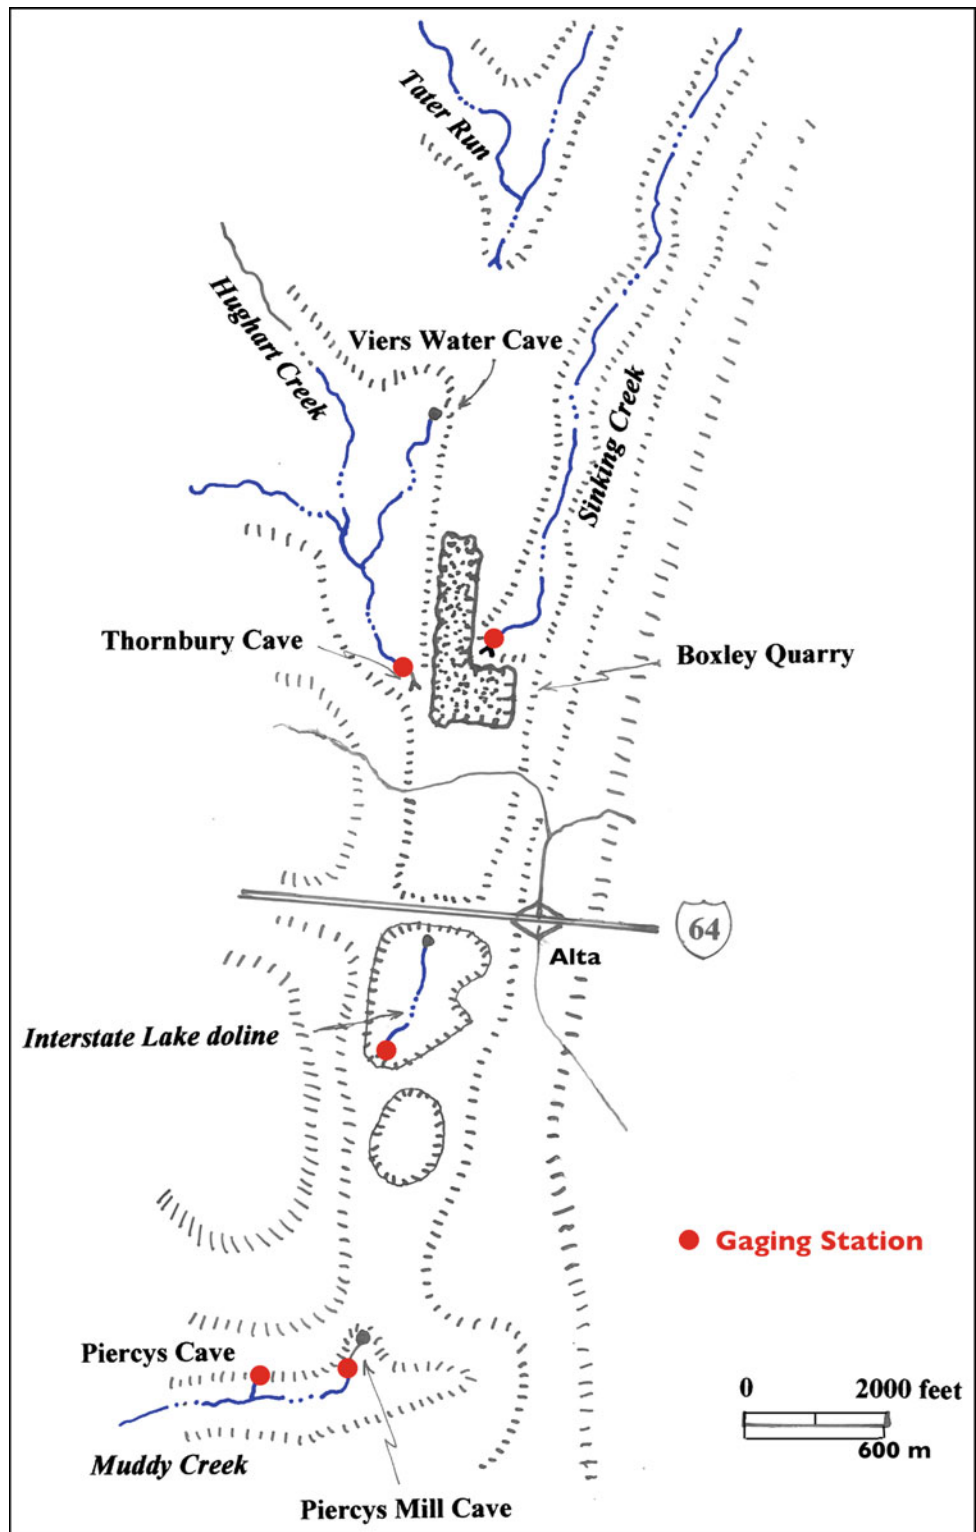 Tater Run
Hughart Creek
Viers Water Cave
Sinking Creek
Thornbury Cave
Boxley Quarry
64
Alta
Interstate Lake doline
Gaging Station
Piercys Cave
0 2000 feet
600 m
Muddy Creek
Piercys Mill Cave